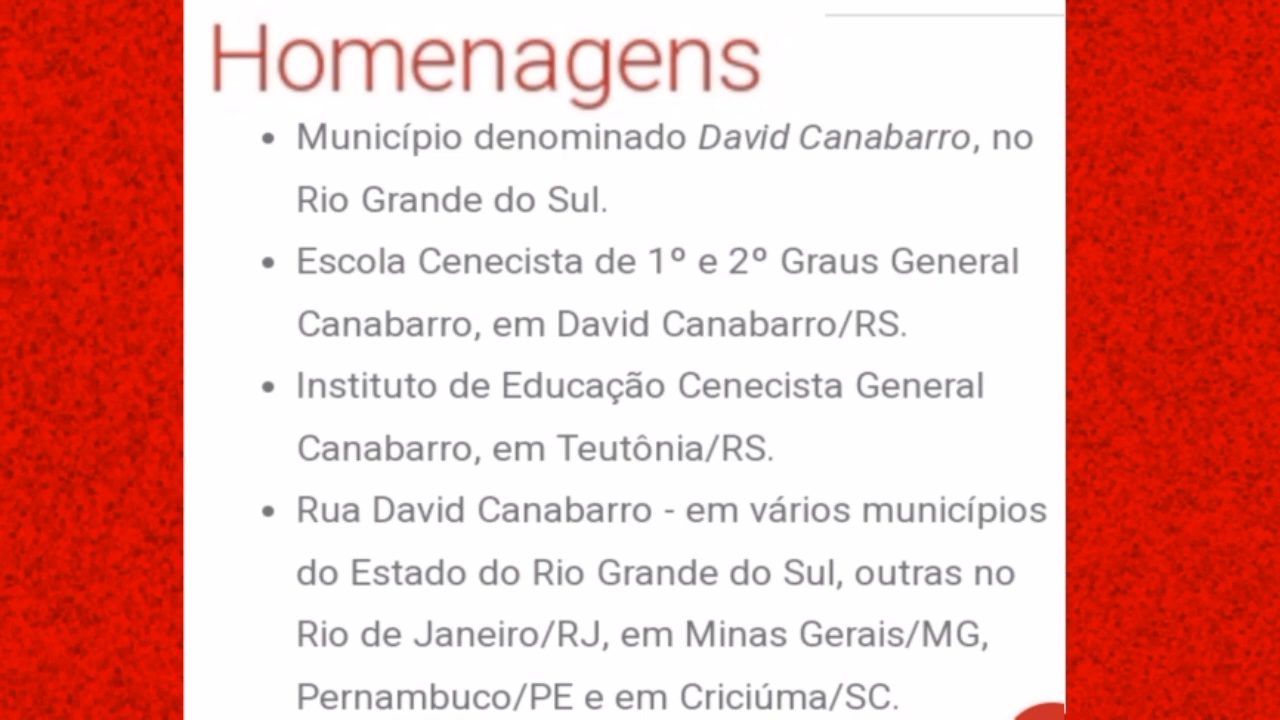 Homenagens
• Município denominado David Canabarro, no
Rio Grande do Sul.
• Escola Cenecista de 1º e 2º Graus General
Canabarro, em David Canabarro/RS.
• Instituto de Educação Cenecista General
Canabarro, em Teutônia/RS.
• Rua David Canabarro - em vários municípios
do Estado do Rio Grande do Sul, outras no
Rio de Janeiro/RJ, em Minas Gerais/MG,
Pernambuco/PE e em Criciúma/SC.